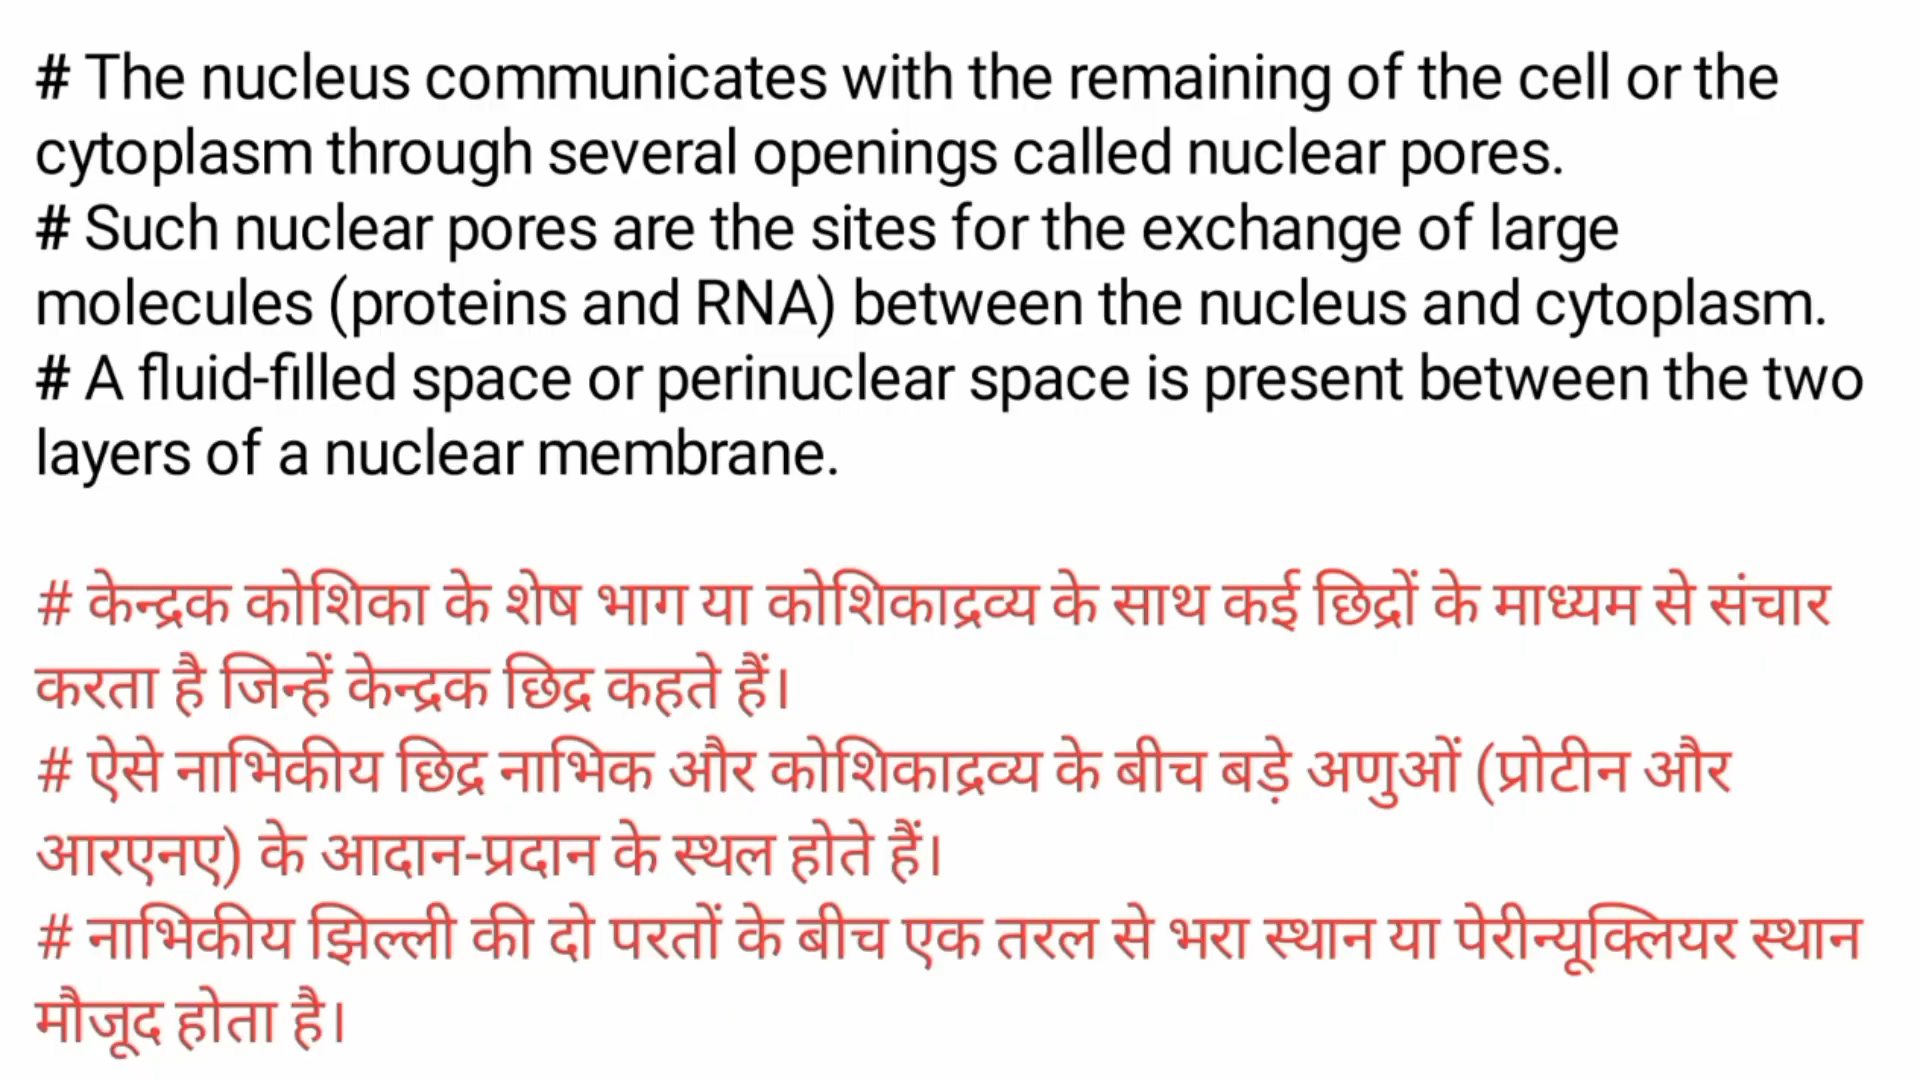 # The nucleus communicates with the remaining of the cell or the
cytoplasm through several openings called nuclear pores.
# Such nuclear pores are the sites for the exchange of large
molecules (proteins and RNA) between the nucleus and cytoplasm.
# A fluid-filled space or perinuclear space is present between the two
layers of a nuclear membrane.
# केन्द्रक कोशिका के शेष भाग या कोशिकाद्रव्य के साथ कई छिद्रों के माध्यम से संचार
करता है जिन्हें केन्द्रक छिद्र कहते हैं।
# ऐसे नाभिकीय छिद्र नाभिक और कोशिकाद्रव्य के बीच बड़े अणुओं (प्रोटीन और
आरएनए) के आदान-प्रदान के स्थल होते हैं।
# नाभिकीय झिल्ली की दो परतों के बीच एक तरल से भरा स्थान या पेरीन्यूक्लियर स्थान
मौजूद होता है।